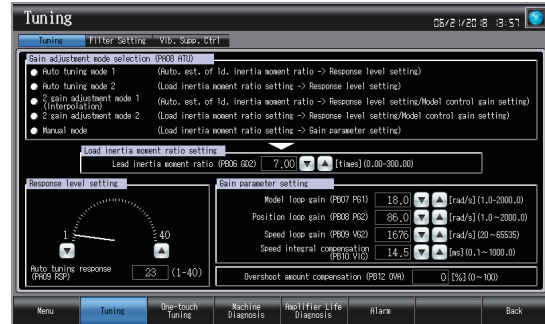 Tuning
06/21/2018 13:57
Tuning Filter Setting Vib. Supp. Ctrl
Gain adjustment mode selection (PA08 ATU)
Auto tuning mode 1 (Auto. est. of ld. inertia moment ratio -> Response level setting)
Auto tuning mode 2 (Load inertia moment ratio setting -> Response level setting)
2 gain adjustment mode 1
(Interpolation) (Auto. est. of ld. inertia moment ratio -> Response level setting/Model control gain setting)
2 gain adjustment mode 2 (Load inertia moment ratio setting -> Response level setting/Model control gain setting)
Manual mode (Load inertia moment ratio setting -> Gain parameter setting)
Load inertia moment ratio setting
Load inertia moment ratio (PB06 GD2) 7.00 [times](0.00-300.00)
Response level setting
1 40
Auto tuning response
(PA09 RSP) 23 (1-40)
Gain parameter setting
Model loop gain (PB07 PG1) 18.0 [rad/s](1.0-2000.0)
Position loop gain (PB08 PG2) 86.0 [rad/s](1.0~2000.0)
Speed loop gain (PB09 VG2) 1676 [rad/s](20~65535)
Speed integral compensation
(PB10 VIC) 14.5 [ms](0.1~1000.0)
Overshoot amount compensation (PB12 OVA) 0 [%](0~100)
Menu
Tuning
One-touch
Tuning
Machine
Diagnosis
Amplifier Life
Diagnosis
Alarm
Back